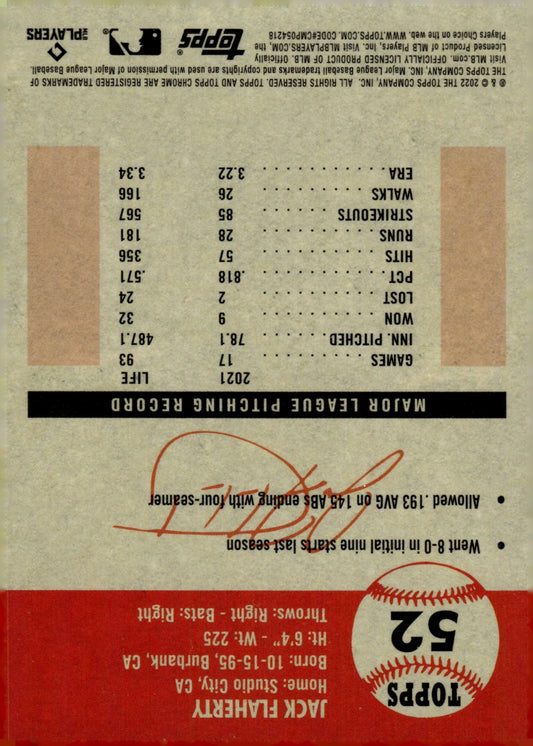 TOPPS
52
JACK FLAHERTY
Home: Studio City, CA
Born: 10-15-95, Burbank, CA
Ht: 6'4" - Wt: 225
Throws: Right - Bats: Right
• Went 8-0 in initial nine starts last season
• Allowed .193 AVG on 145 ABs ending with four-seamer
MAJOR LEAGUE PITCHING RECORD
2021 LIFE
GAMES 17 93
INN. PITCHED 78.1 487.1
WON 9 32
LOST 2 24
PCT .818 .571
HITS 57 356
RUNS 28 181
STRIKEOUTS 85 567
WALKS 26 166
ERA 3.22 3.34
® & © 2022 THE TOPPS COMPANY, INC. ALL RIGHTS RESERVED. TOPPS AND TOPPS CHROME ARE REGISTERED TRADEMARKS OF
THE TOPPS COMPANY, INC. Major League Baseball trademarks and copyrights are used with permission of Major League Baseball.
Visit MLB.com. OFFICIALLY LICENSED PRODUCT OF MLB. Officially
Licensed Product of MLB Players, Inc. Visit MLBPLAYERS.COM, the
Players Choice on the web. WWW.TOPPS.COM. CODE#CMP054218
topps®
MLB PLAYERS